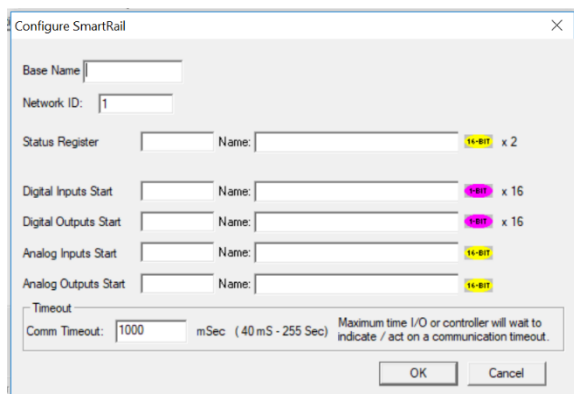 Configure SmartRail
Base Name
Network ID: 1
Status Register Name: 16-BIT x 2
Digital Inputs Start Name: 1-BIT x 16
Digital Outputs Start Name: 1-BIT x 16
Analog Inputs Start Name: 16-BIT
Analog Outputs Start Name: 16-BIT
Timeout
Comm Timeout: 1000 mSec ( 40 mS - 255 Sec) Maximum time I/O or controller will wait to
indicate / act on a communication timeout.
OK Cancel